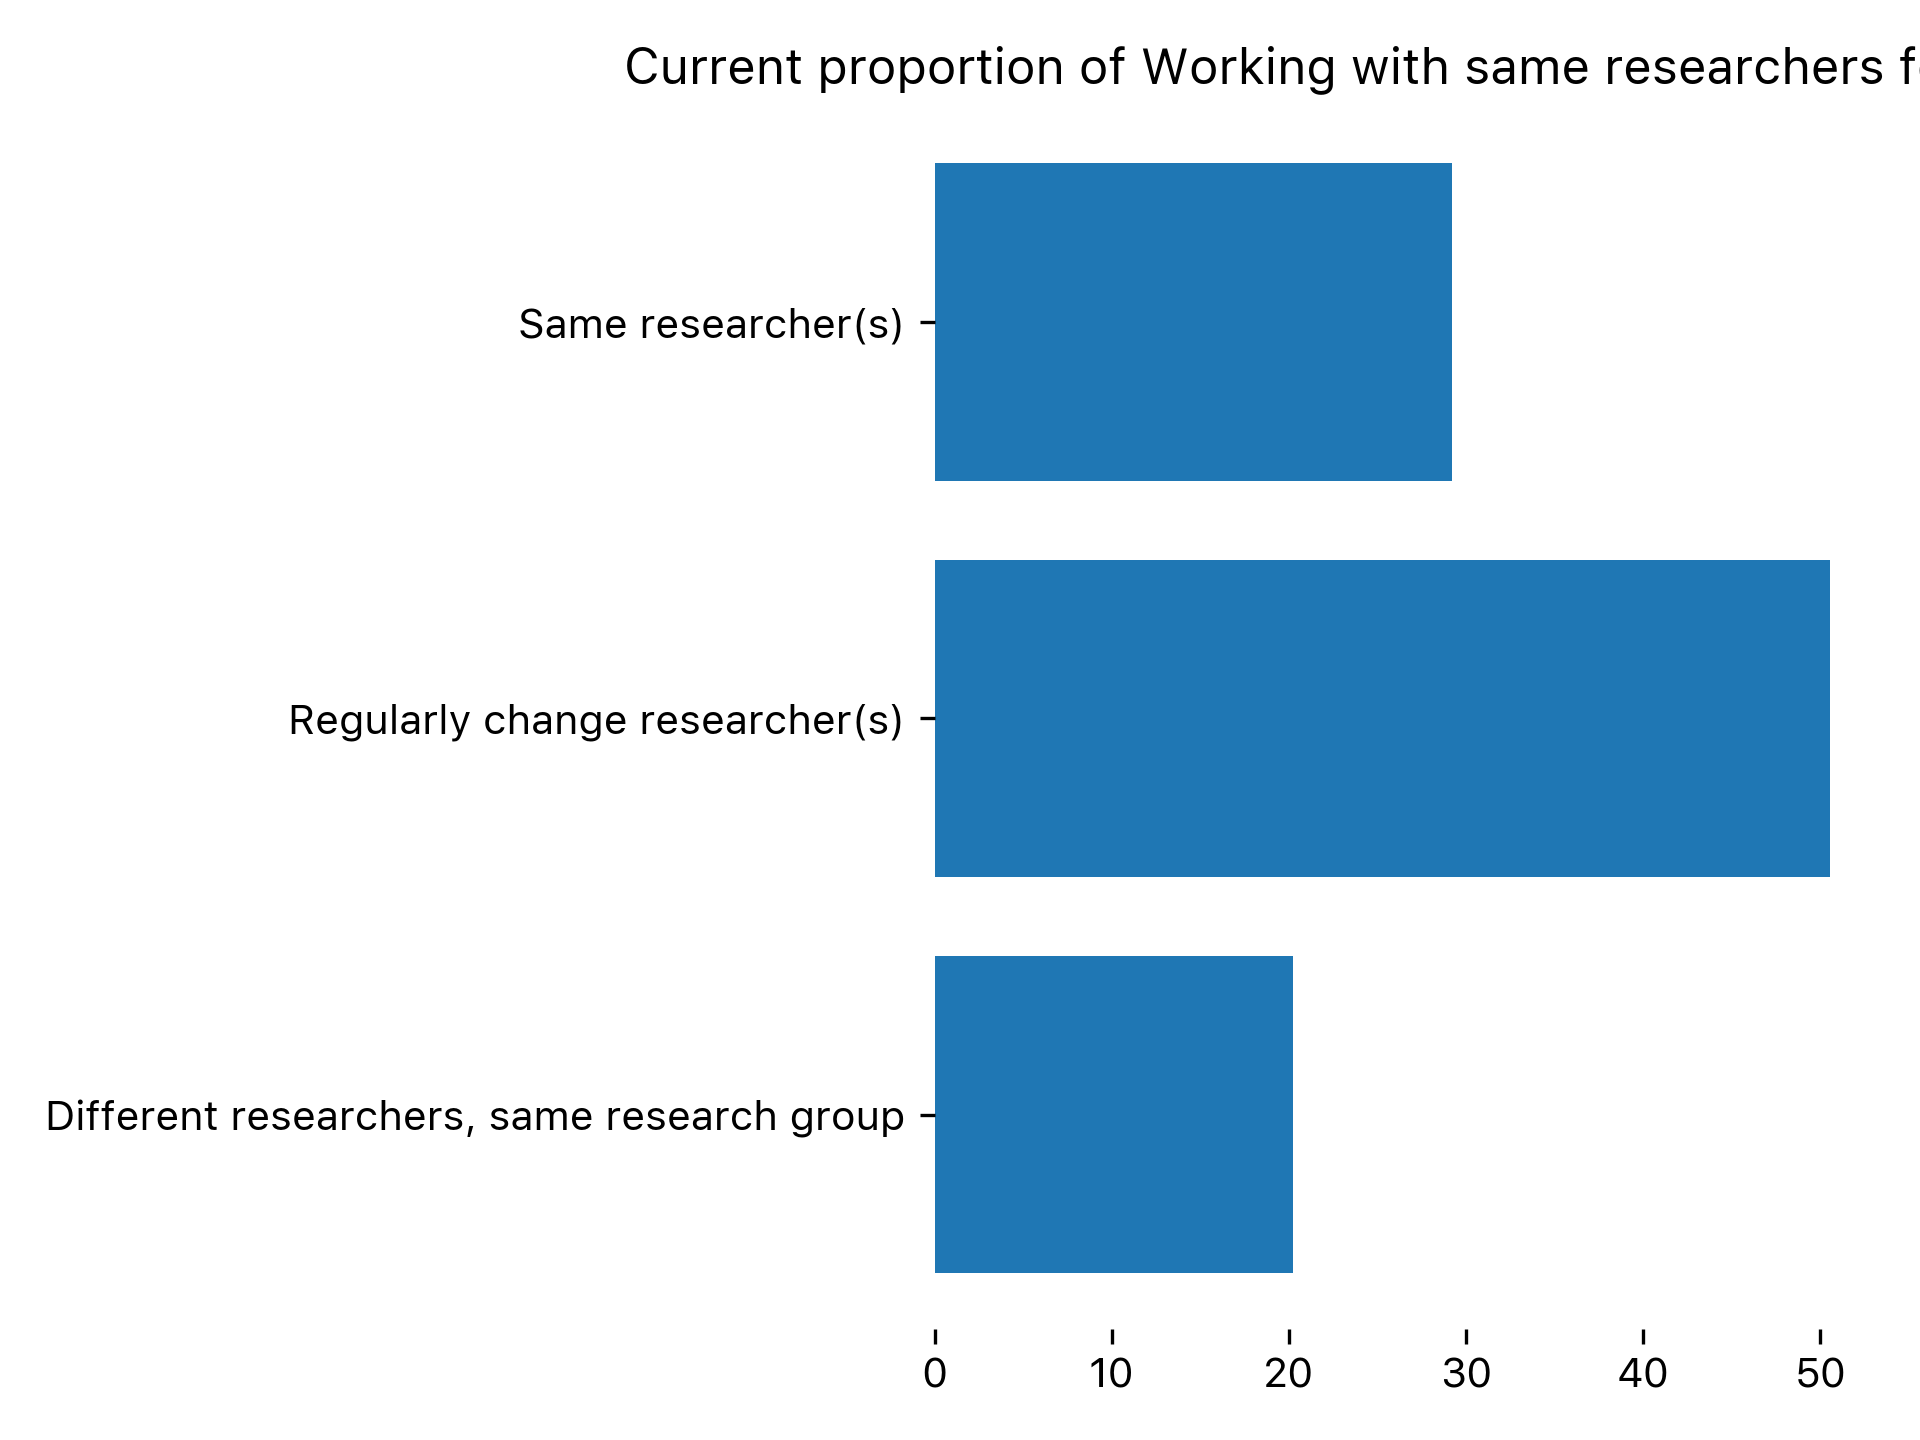 Current proportion of Working with same researchers
Same researcher(s)
Regularly change researcher(s)
Different researchers, same research group
0 10 20 30 40 50